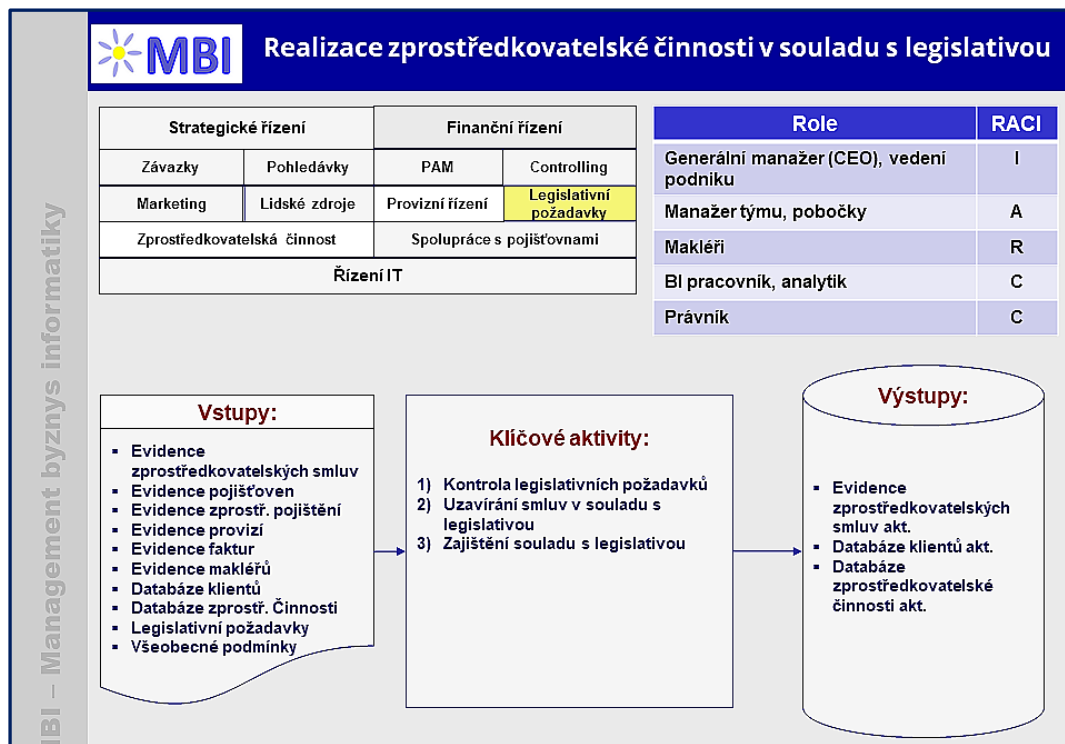 MBI
Realizace zprostředkovatelské činnosti v souladu s legislativou
Strategické řízení
Finanční řízení
Závazky
Pohledávky
PAM
Controlling
Marketing
Lidské zdroje
Provizní řízení
Legislativní
požadavky
Zprostředkovatelská činnost
Spolupráce s pojišťovnami
Řízení IT
Role
RACI
Generální manažer (CEO), vedení
podniku
I
Manažer týmu, pobočky
A
Makléři
R
BI pracovník, analytik
C
Právník
C
Vstupy:
▪ Evidence
zprostředkovatelských smluv
▪ Evidence pojišťoven
▪ Evidence zprostř. pojištění
▪ Evidence provizí
▪ Evidence faktur
▪ Evidence makléřů
▪ Databáze klientů
▪ Databáze zprostř. Činnosti
▪ Legislativní požadavky
▪ Všeobecné podmínky
Klíčové aktivity:
1) Kontrola legislativních požadavků
2) Uzavírání smluv v souladu s
legislativou
3) Zajištění souladu s legislativou
Výstupy:
▪ Evidence
zprostředkovatelských
smluv akt.
▪ Databáze klientů akt.
▪ Databáze
zprostředkovatelské
činnosti akt.
MBI – Management byznys informatiky